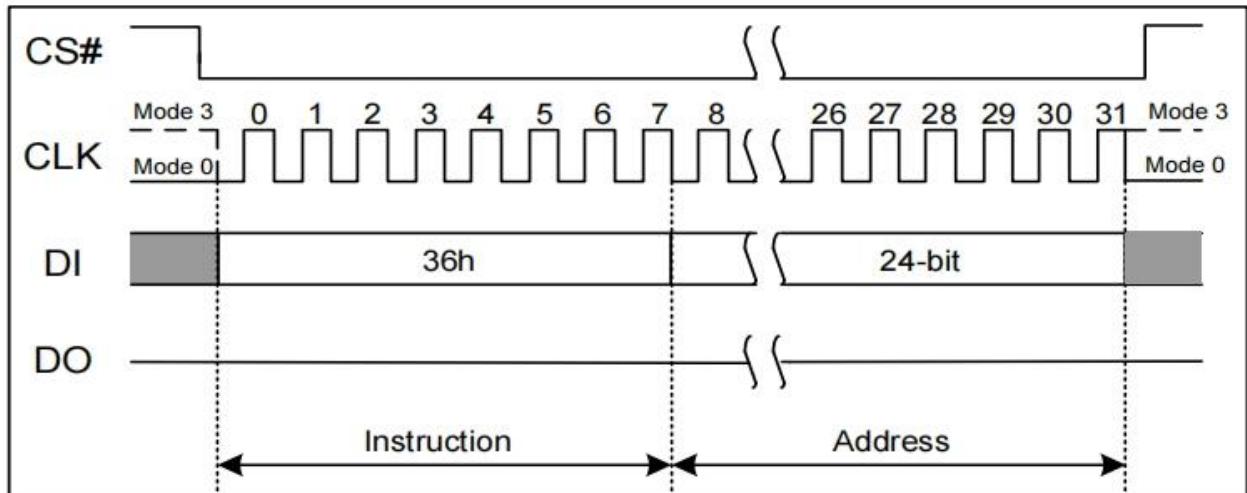 CS#
Mode 3 0 1 2 3 4 5 6 7 8 26 27 28 29 30 31 Mode 3
CLK
Mode 0 Mode 0
DI 36h 24-bit
DO
Instruction Address